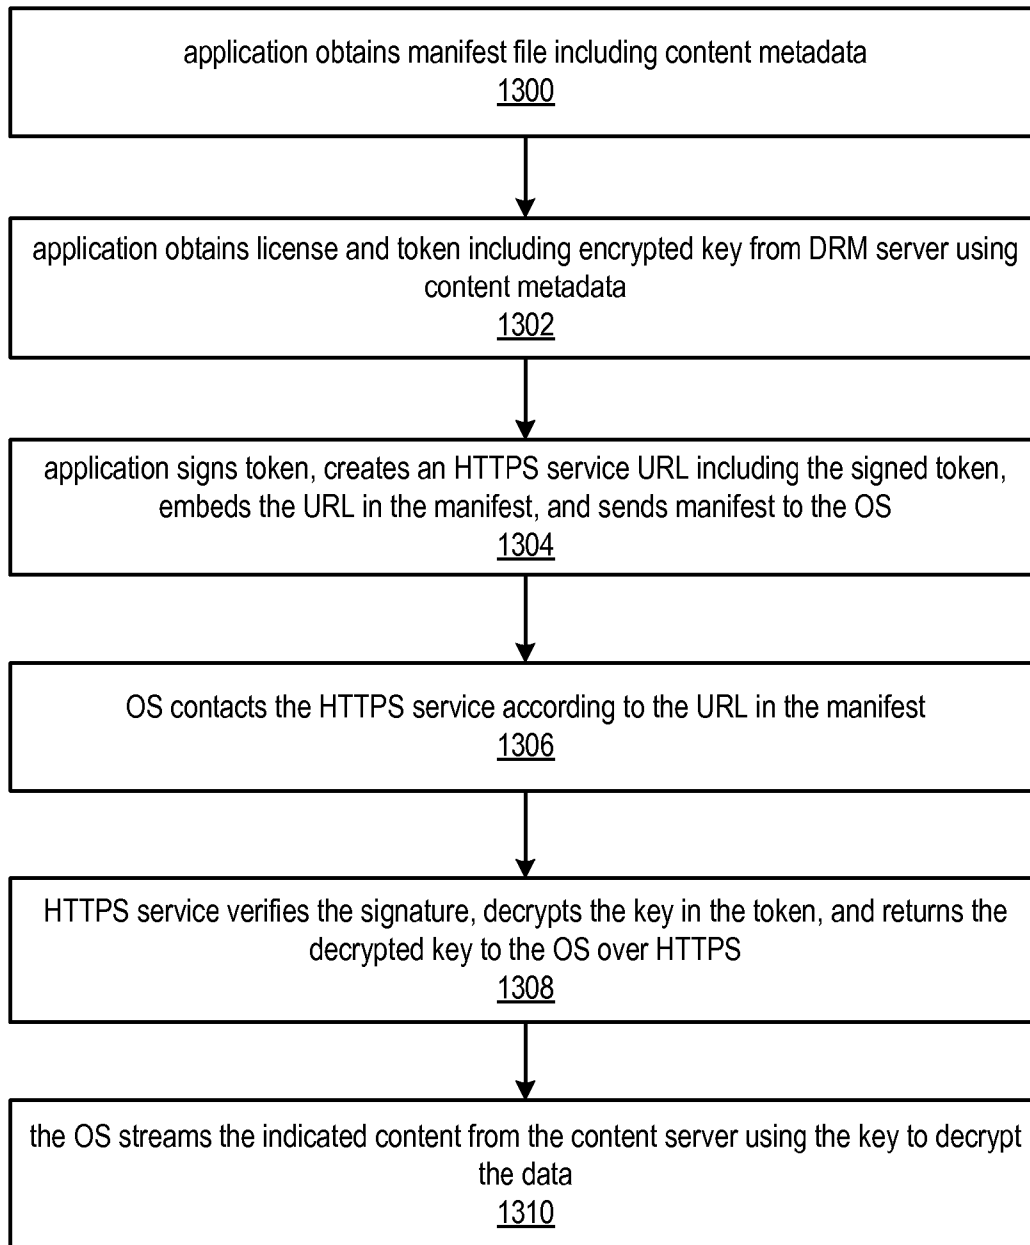 application obtains manifest file including content metadata
1300
application obtains license and token including encrypted key from DRM server using
content metadata
1302
application signs token, creates an HTTPS service URL including the signed token,
embeds the URL in the manifest, and sends manifest to the OS
1304
OS contacts the HTTPS service according to the URL in the manifest
1306
HTTPS service verifies the signature, decrypts the key in the token, and returns the
decrypted key to the OS over HTTPS
1308
the OS streams the indicated content from the content server using the key to decrypt
the data
1310